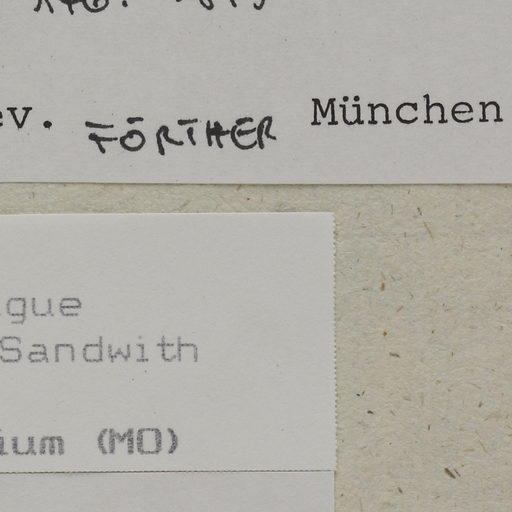 ev. FÖRTHER München
gue
Sandwith
ium (MO)